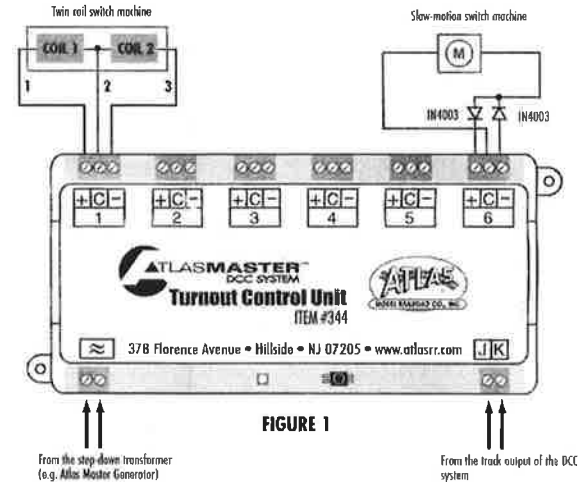 Twin coil switch machine
Slow-motion switch machine
COIL 1 COIL 2
M
1 2 3
IN4003 IN4003
+ C - + C - + C - + C - + C - + C -
1 2 3 4 5 6
ATLASMASTER™
DCC SYSTEM
Turnout Control Unit
ITEM #344
ATLAS
MODEL RAILROAD CO., INC.
≈ 378 Florence Avenue • Hillside • NJ 07205 • www.atlasrr.com J K
FIGURE 1
From the step-down transformer
(e.g. Atlas Master Generator)
From the track output of the DCC
system